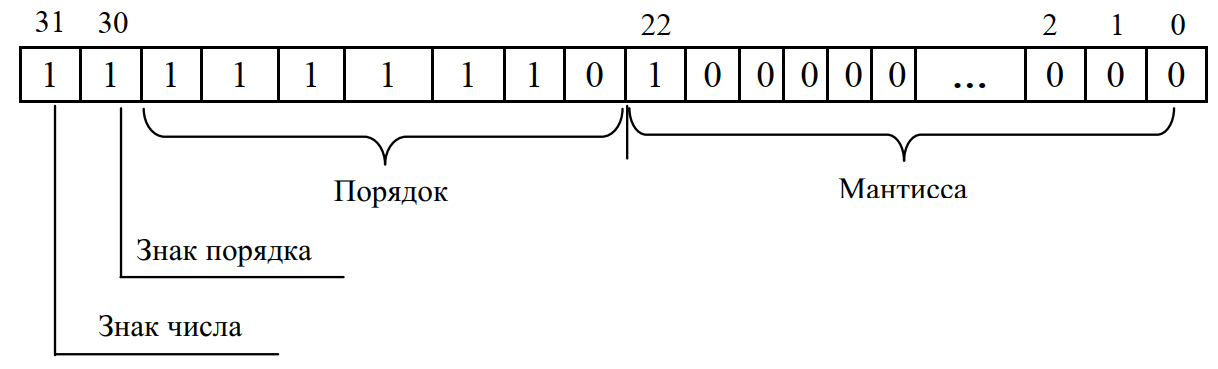 31 30 22 2 1 0
1 1 1 1 1 1 1 1 0 1 0 0 0 0 0 ... 0 0 0
Порядок Мантисса
Знак порядка
Знак числа